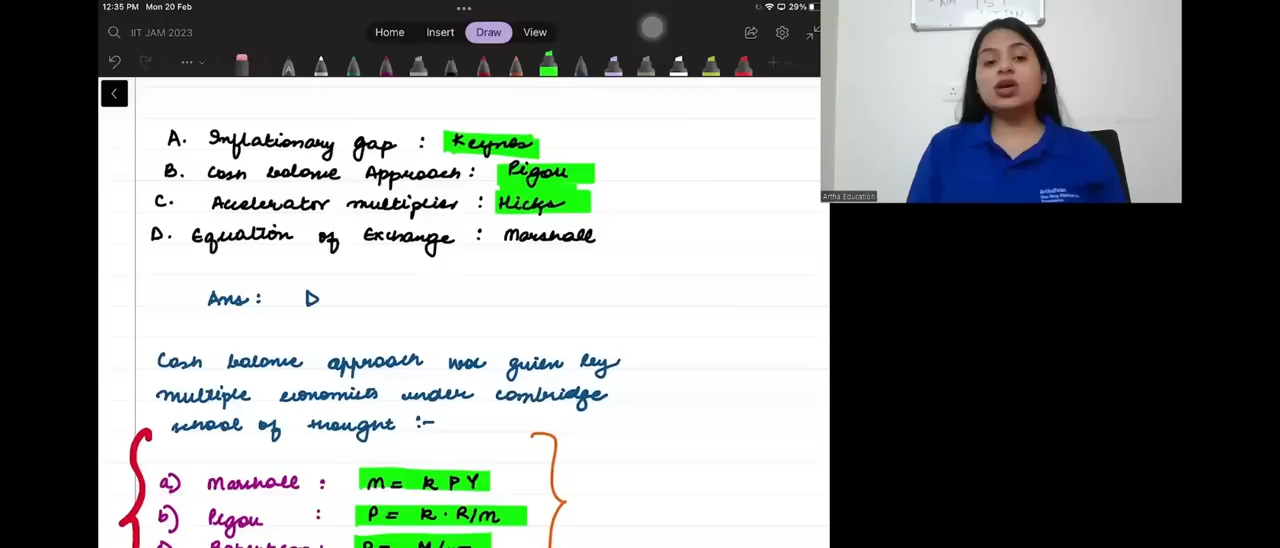 12:35 PM Mon 20 Feb
29%
IIT JAM 2023
Home Insert Draw View
A. Inflationary gap : Keynes
B. Cash balance Approach : Pigou
C. Accelerator multiplier : Hicks
D. Equation of Exchange : Marshall
Ans : D
Cash balance approach was given by
multiple economists under cambridge
school of thought :-
a) Marshall : M = k P Y
b) Pigou : P = k · R/m
Artha Education